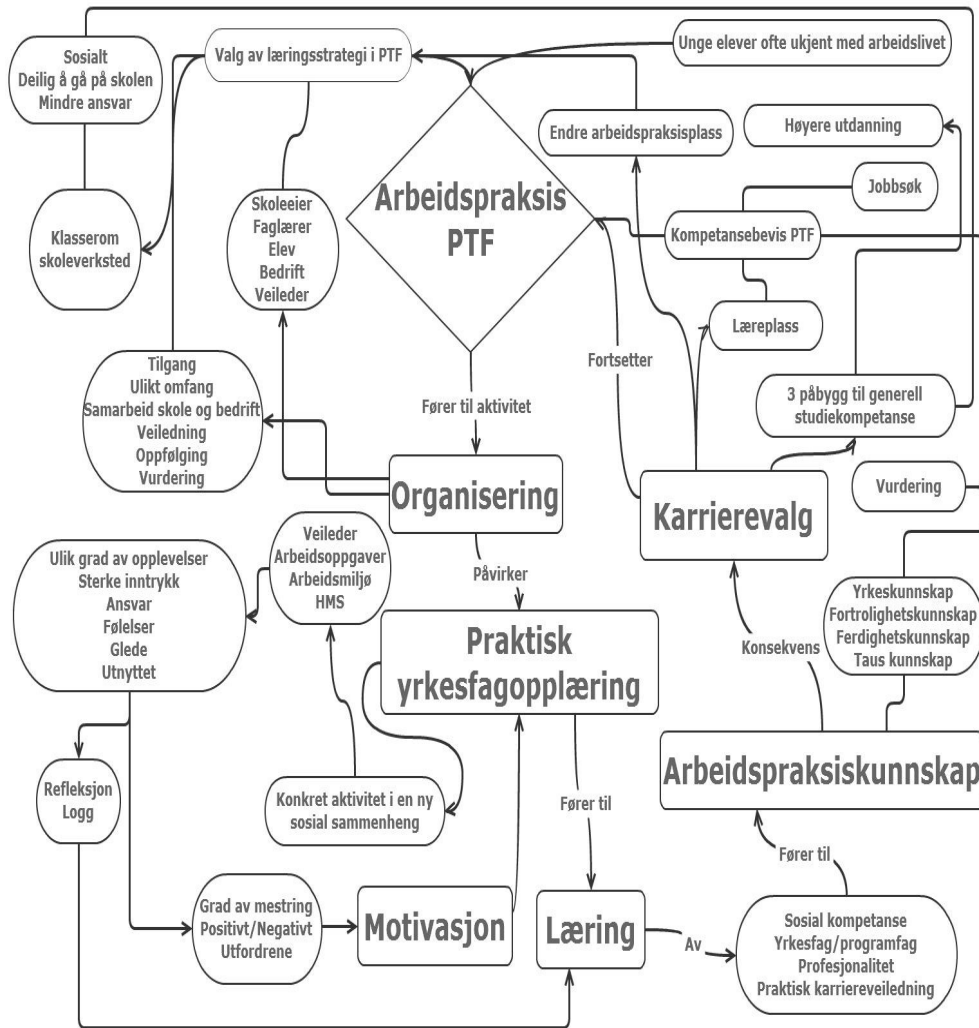 Sosialt
Deilig å gå på skolen
Mindre ansvar
Valg av læringsstrategi i PTF
Unge elever ofte ukjent med arbeidslivet
Endre arbeidspraksisplass
Høyere utdanning
Arbeidspraksis
PTF
Jobbsøk
Klasserom
skoleverksted
Skoleeier
Faglærer
Elev
Bedrift
Veileder
Kompetansebevis PTF
Læreplass
Fortsetter
Tilgang
Ulikt omfang
Samarbeid skole og bedrift
Veiledning
Oppfølging
Vurdering
Fører til aktivitet
3 påbygg til generell
studiekompetanse
Organisering
Karrierevalg
Vurdering
Veileder
Arbeidsoppgaver
Arbeidsmiljø
HMS
Påvirker
Ulik grad av opplevelser
Sterke inntrykk
Ansvar
Følelser
Glede
Utnyttet
Praktisk
yrkesfagopplæring
Konsekvens
Yrkeskunnskap
Fortrolighetskunnskap
Ferdighetskunnskap
Taus kunnskap
Arbeidspraksiskunnskap
Refleksjon
Logg
Konkret aktivitet i en ny
sosial sammenheng
Fører til
Fører til
Grad av mestring
Positivt/Negativt
Utfordrene
Motivasjon
Læring
Av
Sosial kompetanse
Yrkesfag/programfag
Profesjonalitet
Praktisk karriereveiledning